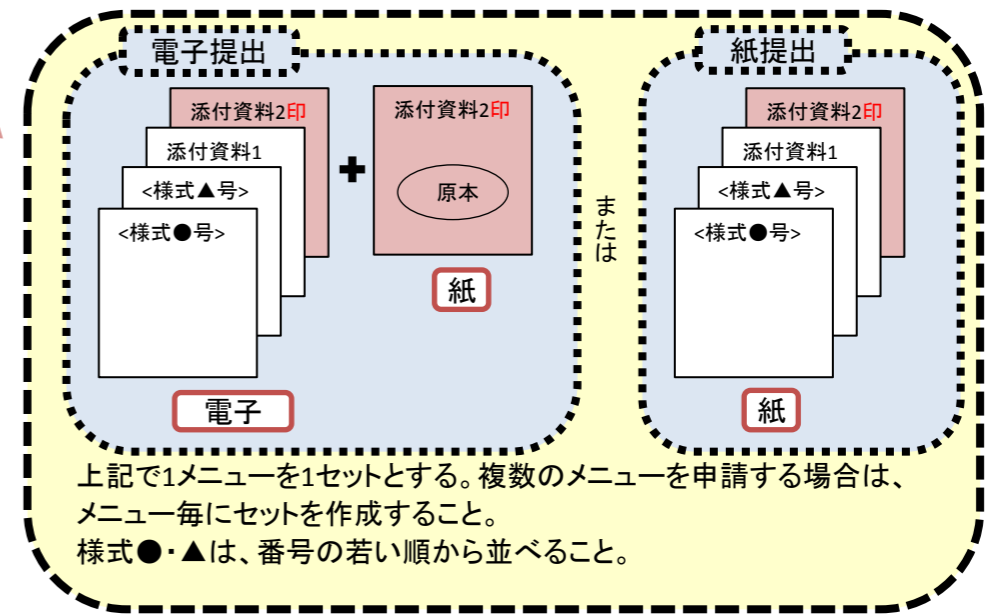 電子提出
添付資料2印
添付資料1
<様式▲号>
<様式●号>
電子
+
添付資料2印
原本
紙
または
紙提出
添付資料2印
添付資料1
<様式▲号>
<様式●号>
紙
上記で1メニューを1セットとする。複数のメニューを申請する場合は、
メニュー毎にセットを作成すること。
様式●・▲は、番号の若い順から並べること。